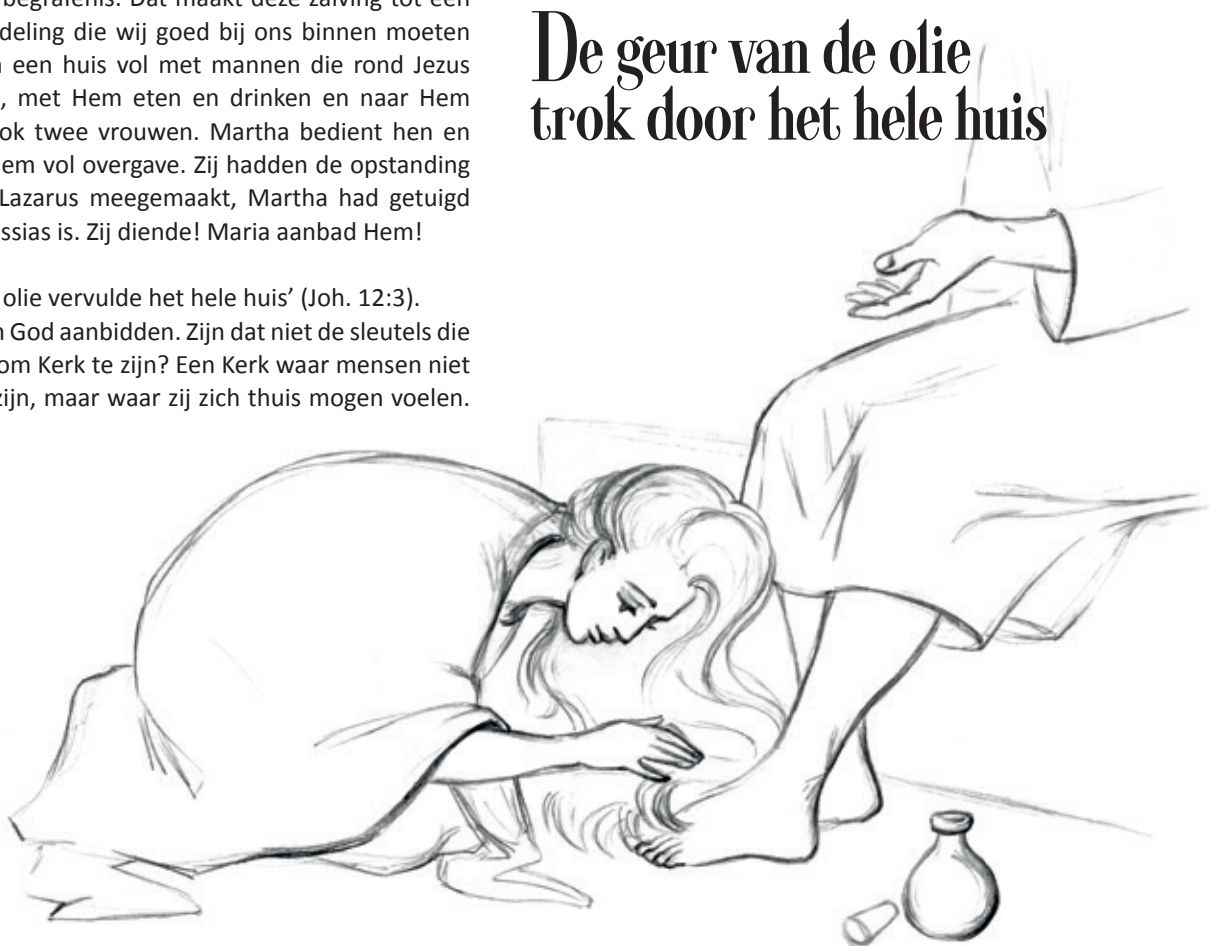 begrafenis. Dat maakt deze zalving tot een
deling die wij goed bij ons binnen moeten
een huis vol met mannen die rond Jezus
, met Hem eten en drinken en naar Hem
ok twee vrouwen. Martha bedient hen en
em vol overgave. Zij hadden de opstanding
Lazarus meegemaakt, Martha had getuigd
ssias is. Zij diende! Maria aanbad Hem!
olie vervulde het hele huis’ (Joh. 12:3).
God aanbidden. Zijn dat niet de sleutels die
om Kerk te zijn? Een Kerk waar mensen niet
zijn, maar waar zij zich thuis mogen voelen.
De geur van de olie
trok door het hele huis